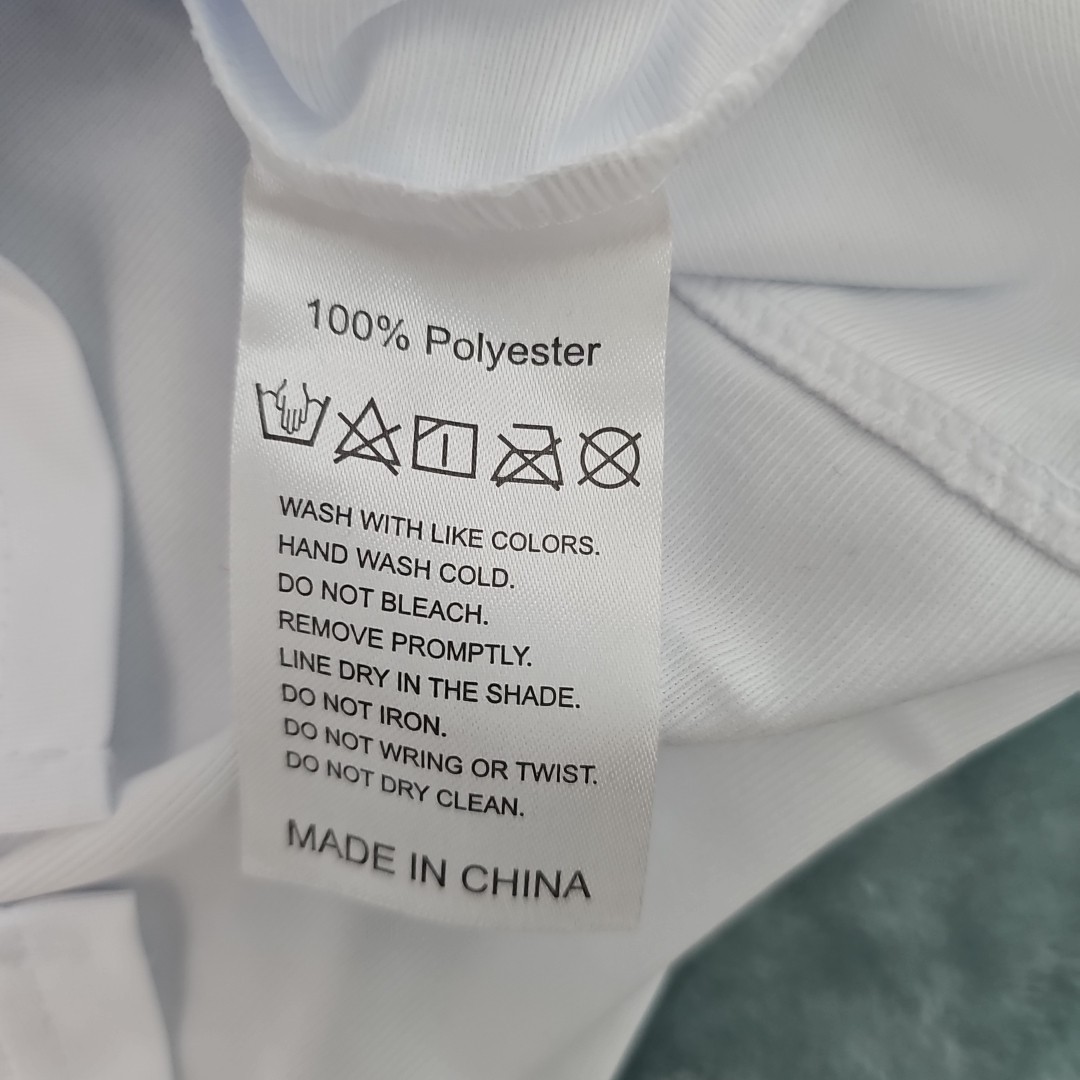 100% Polyester
WASH WITH LIKE COLORS.
HAND WASH COLD.
DO NOT BLEACH.
REMOVE PROMPTLY.
LINE DRY IN THE SHADE.
DO NOT IRON.
DO NOT WRING OR TWIST.
DO NOT DRY CLEAN.
MADE IN CHINA